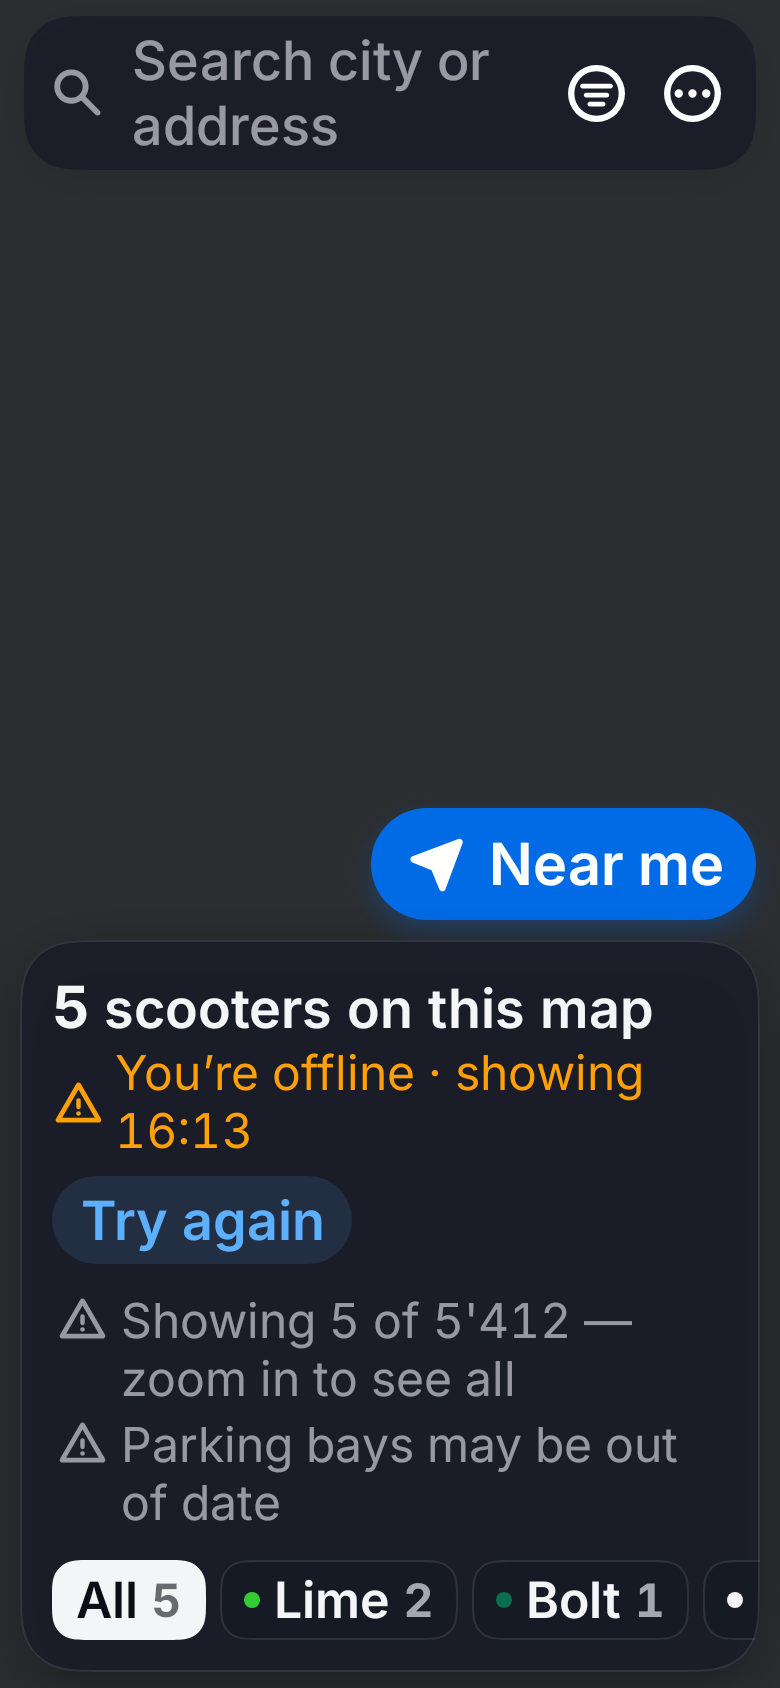 Search city or
address
Near me
5 scooters on this map
You’re offline · showing
16:13
Try again
Showing 5 of 5'412 —
zoom in to see all
Parking bays may be out
of date
All 5
Lime 2
Bolt 1